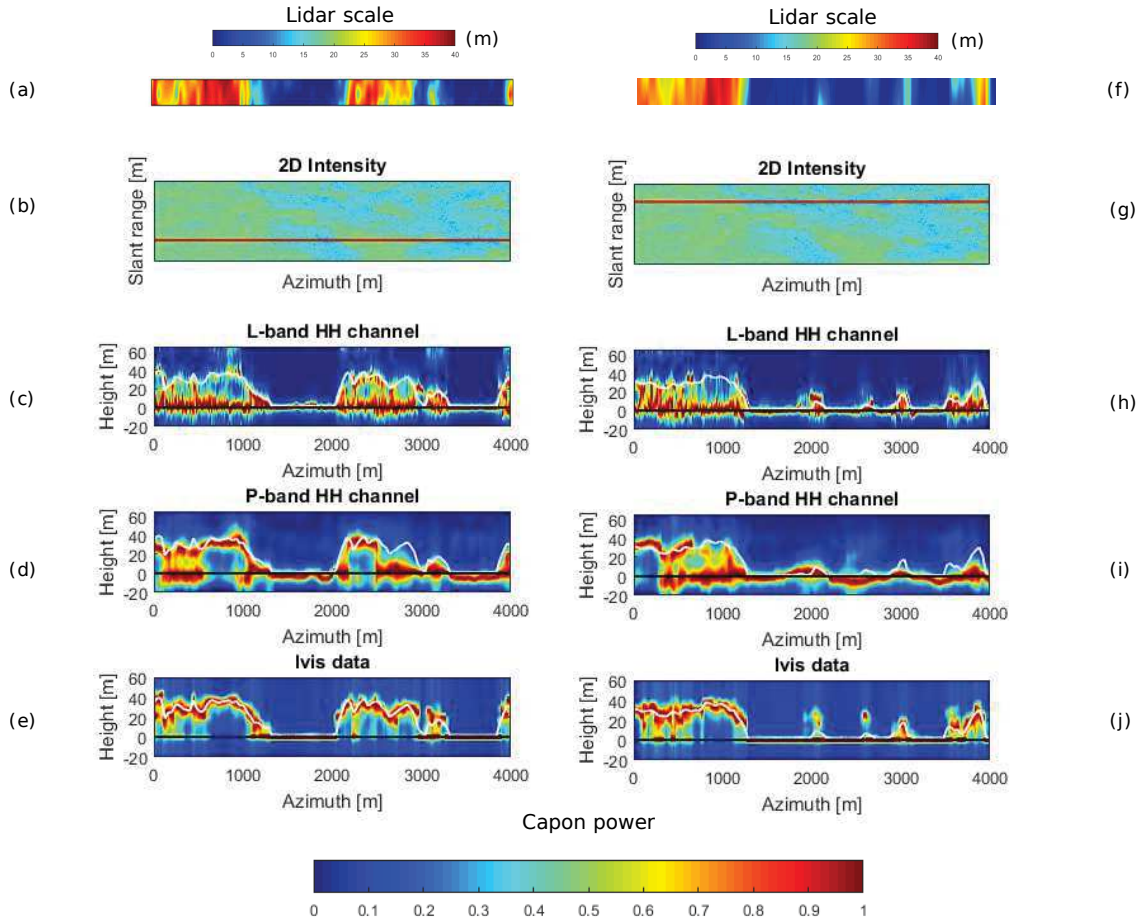 Lidar scale
(m)
0 5 10 15 20 25 30 35 40
(a)
2D Intensity
Slant range [m]
(b)
Azimuth [m]
L-band HH channel
Height [m]
60
40
20
0
-20
(c)
0 1000 2000 3000 4000
Azimuth [m]
P-band HH channel
Height [m]
60
40
20
0
-20
(d)
0 1000 2000 3000 4000
Azimuth [m]
lvis data
Height [m]
60
40
20
0
-20
(e)
0 1000 2000 3000 4000
Azimuth [m]
Lidar scale
(m)
0 5 10 15 20 25 30 35 40
(f)
2D Intensity
Slant range [m]
(g)
Azimuth [m]
L-band HH channel
Height [m]
60
40
20
0
-20
(h)
0 1000 2000 3000 4000
Azimuth [m]
P-band HH channel
Height [m]
60
40
20
0
-20
(i)
0 1000 2000 3000 4000
Azimuth [m]
lvis data
Height [m]
60
40
20
0
-20
(j)
0 1000 2000 3000 4000
Azimuth [m]
Capon power
0 0.1 0.2 0.3 0.4 0.5 0.6 0.7 0.8 0.9 1